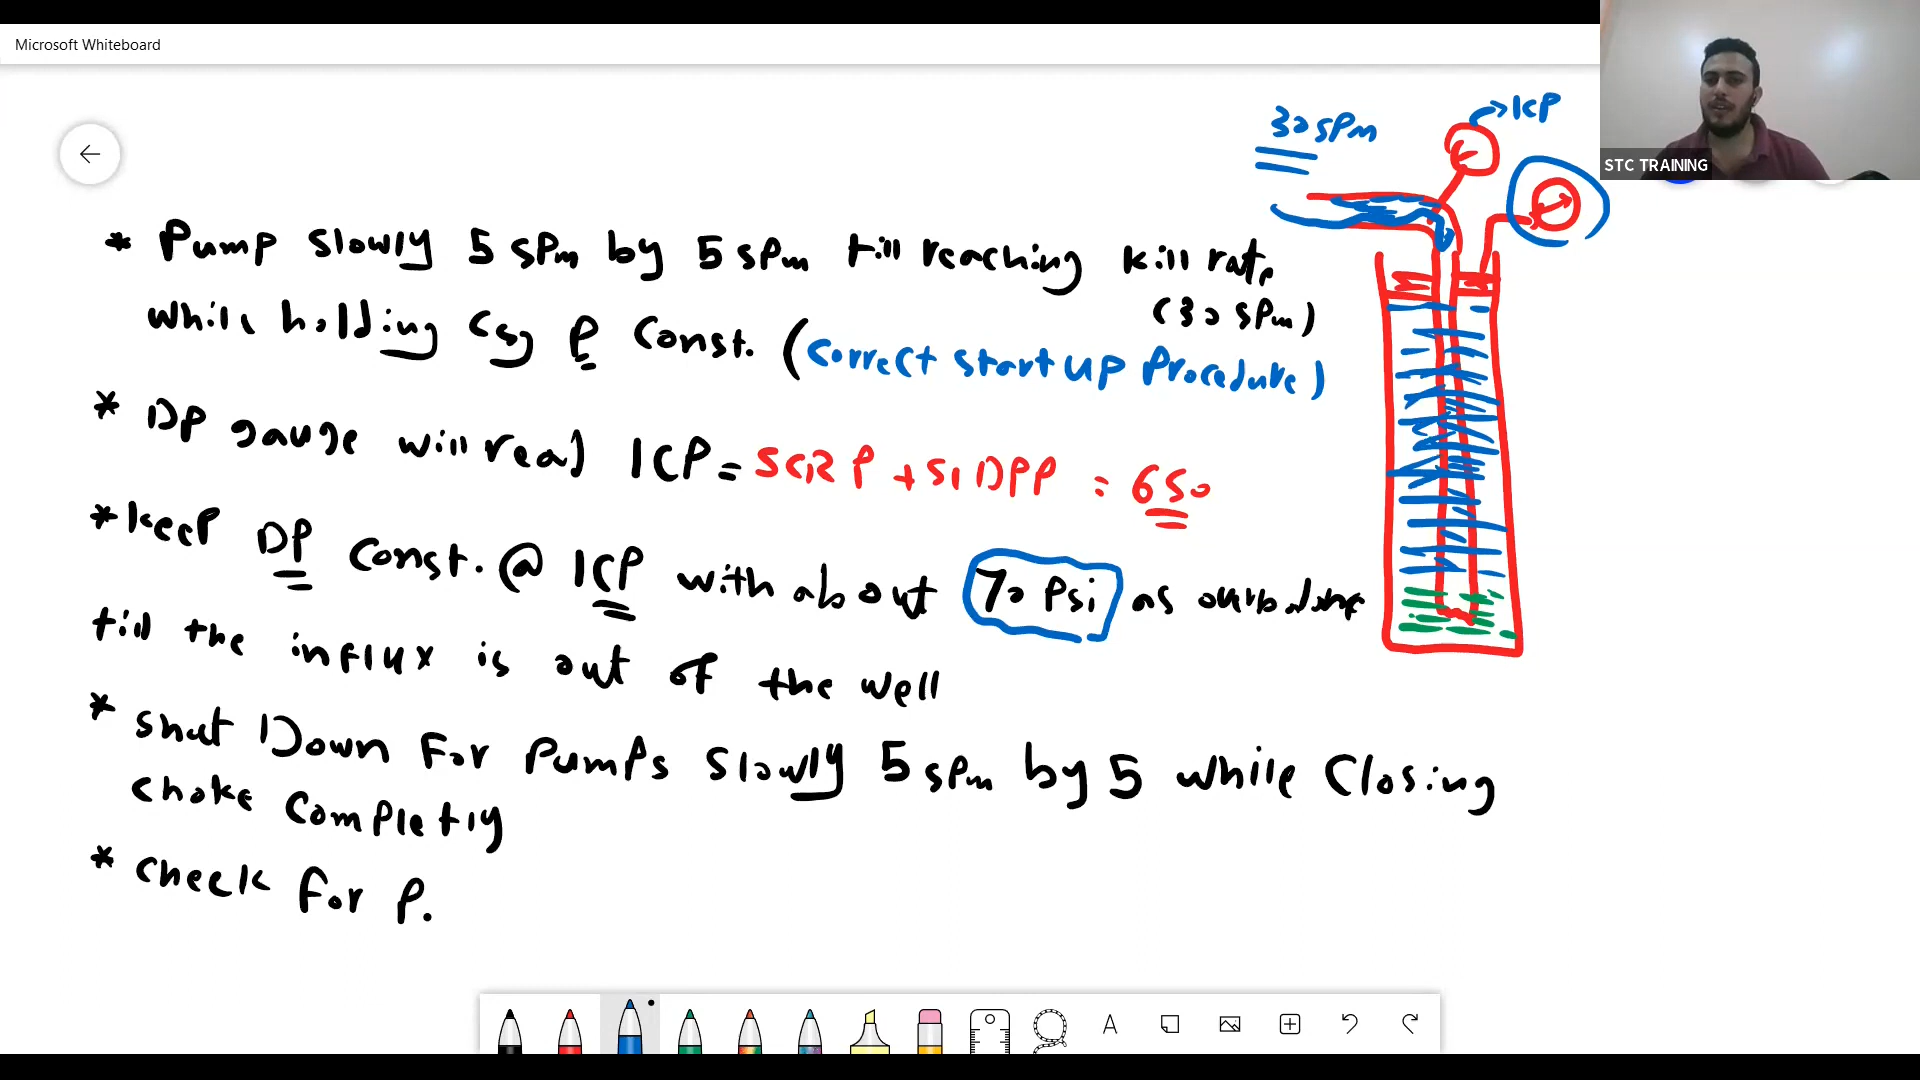 Microsoft Whiteboard
30 SPm
ICP
STC TRAINING
* Pump slowly 5 SPm by 5 SPm till reaching kill rate
(30 SPm)
while holding Csg P Const. (Correct start up Procedure)
* DP gauge will read ICP = SCR P + SIDPP = 650
* keep DP Const. @ ICP with about 70 Psi as overbalance
till the influx is out of the well
* shut Down For Pumps slowly 5 SPm by 5 while Closing
choke Completly
* check For P.
A